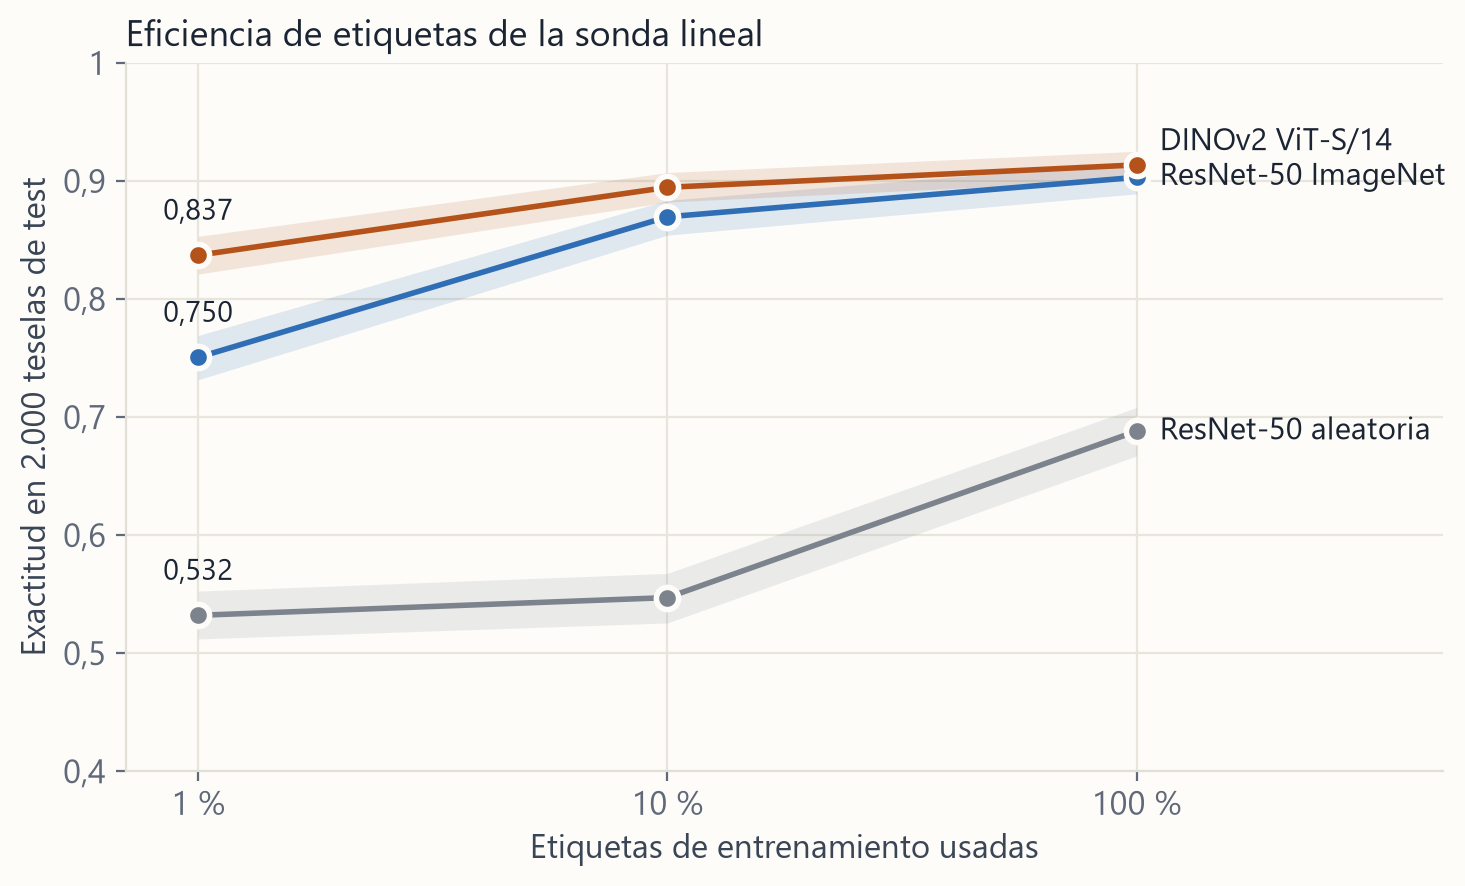 Eficiencia de etiquetas de la sonda lineal
Exactitud en 2.000 teselas de test
1
0,9
0,8
0,7
0,6
0,5
0,4
0,837
0,750
0,532
DINOv2 ViT-S/14
ResNet-50 ImageNet
ResNet-50 aleatoria
1 %
10 %
100 %
Etiquetas de entrenamiento usadas